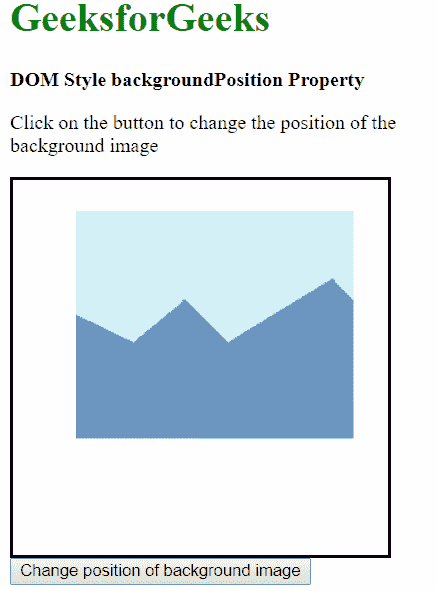 GeeksforGeeks
DOM Style backgroundPosition Property
Click on the button to change the position of the
background image
Change position of background image